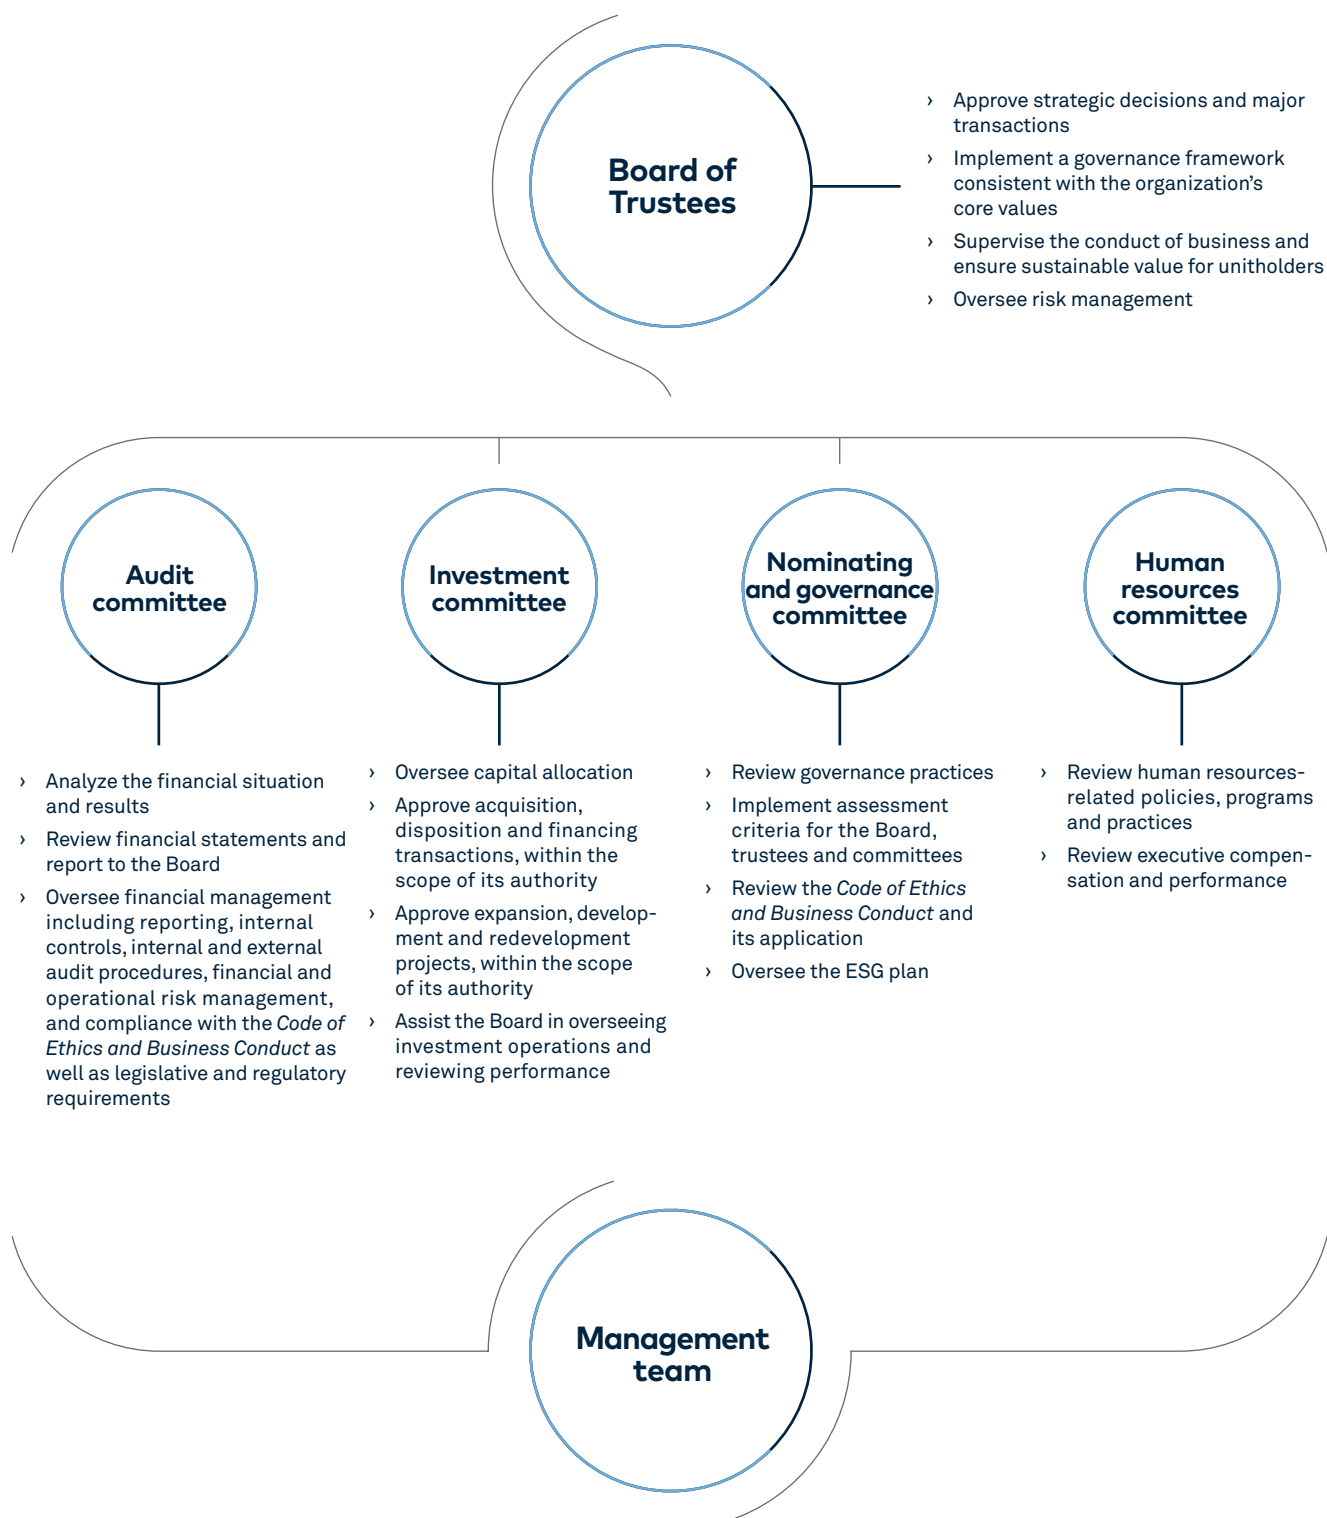 Board of
Trustees
› Approve strategic decisions and major
transactions
› Implement a governance framework
consistent with the organization’s
core values
› Supervise the conduct of business and
ensure sustainable value for unitholders
› Oversee risk management
Audit
committee
› Analyze the financial situation
and results
› Review financial statements and
report to the Board
› Oversee financial management
including reporting, internal
controls, internal and external
audit procedures, financial and
operational risk management,
and compliance with the Code of
Ethics and Business Conduct as
well as legislative and regulatory
requirements
Investment
committee
› Oversee capital allocation
› Approve acquisition,
disposition and financing
transactions, within the
scope of its authority
› Approve expansion, develop-
ment and redevelopment
projects, within the scope
of its authority
› Assist the Board in overseeing
investment operations and
reviewing performance
Nominating
and governance
committee
› Review governance practices
› Implement assessment
criteria for the Board,
trustees and committees
› Review the Code of Ethics
and Business Conduct and
its application
› Oversee the ESG plan
Human
resources
committee
› Review human resources-
related policies, programs
and practices
› Review executive compen-
sation and performance
Management
team